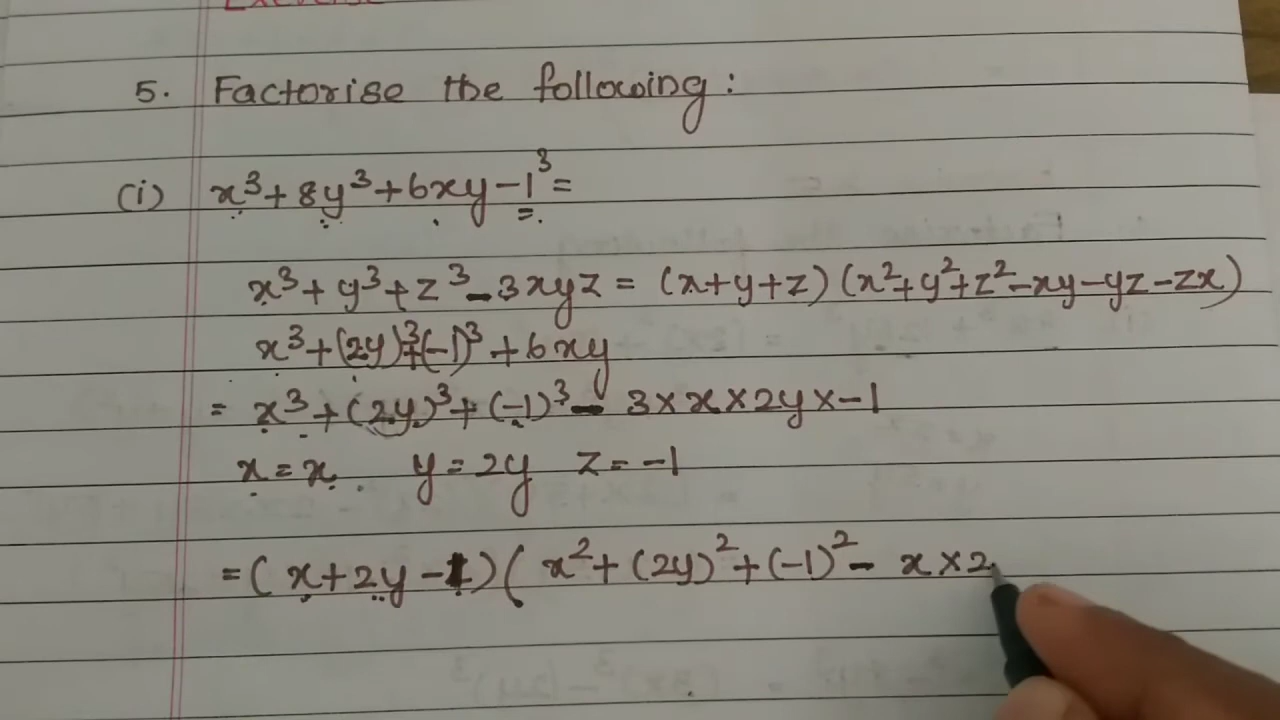 5. Factorise the following:
(i) x³+8y³+6xy-1³=
x³+y³+z³-3xyz=(x+y+z)(x²+y²+z²-xy-yz-zx)
x³+(2y)³+(-1)³+6xy
= x³+(2y)³+(-1)³- 3×x×2y×-1
x=x y=2y z=-1
=(x+2y-1)(x²+(2y)²+(-1)²- x×2